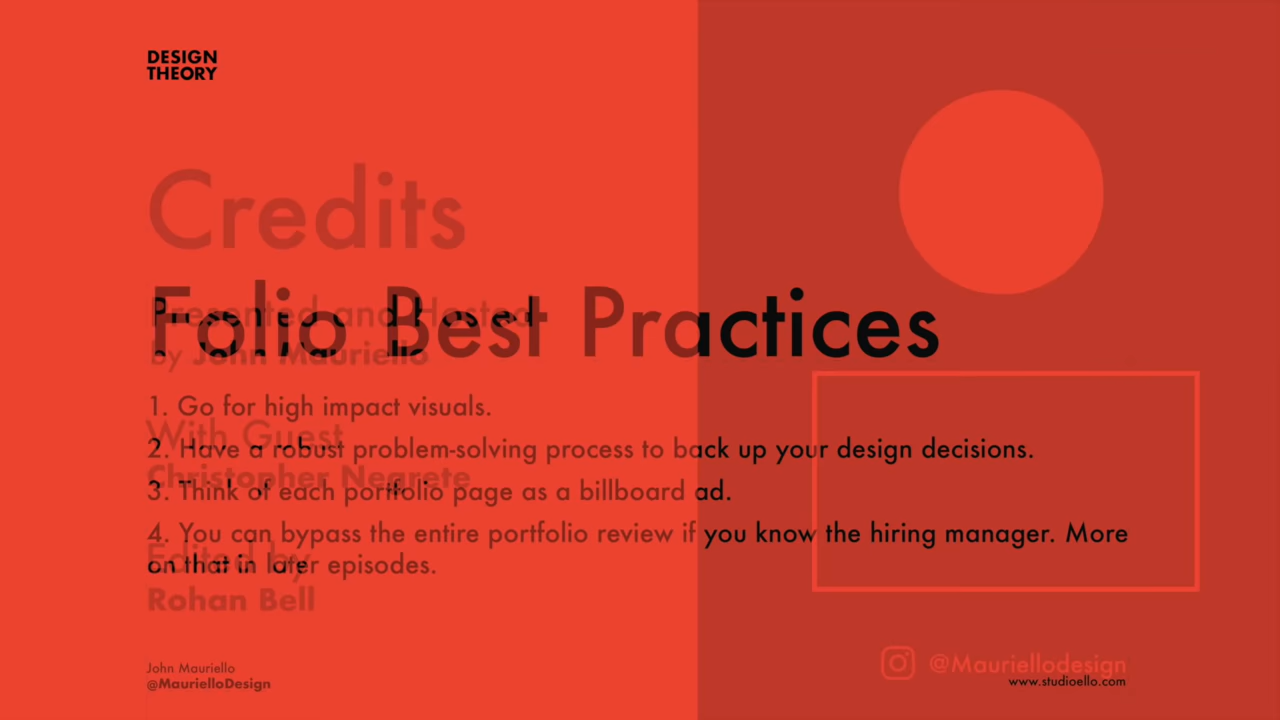 DESIGN
THEORY
Credits
Folio Best Practices
Presented and Hosted
by John Mauriello
1. Go for high impact visuals.
With Guest
2. Have a robust problem-solving process to back up your design decisions.
Christopher Negrete
3. Think of each portfolio page as a billboard ad.
4. You can bypass the entire portfolio review if you know the hiring manager. More
on that in later episodes.
Edited by
Rohan Bell
John Mauriello
@MaurielloDesign
@Mauriellodesign
www.studioello.com